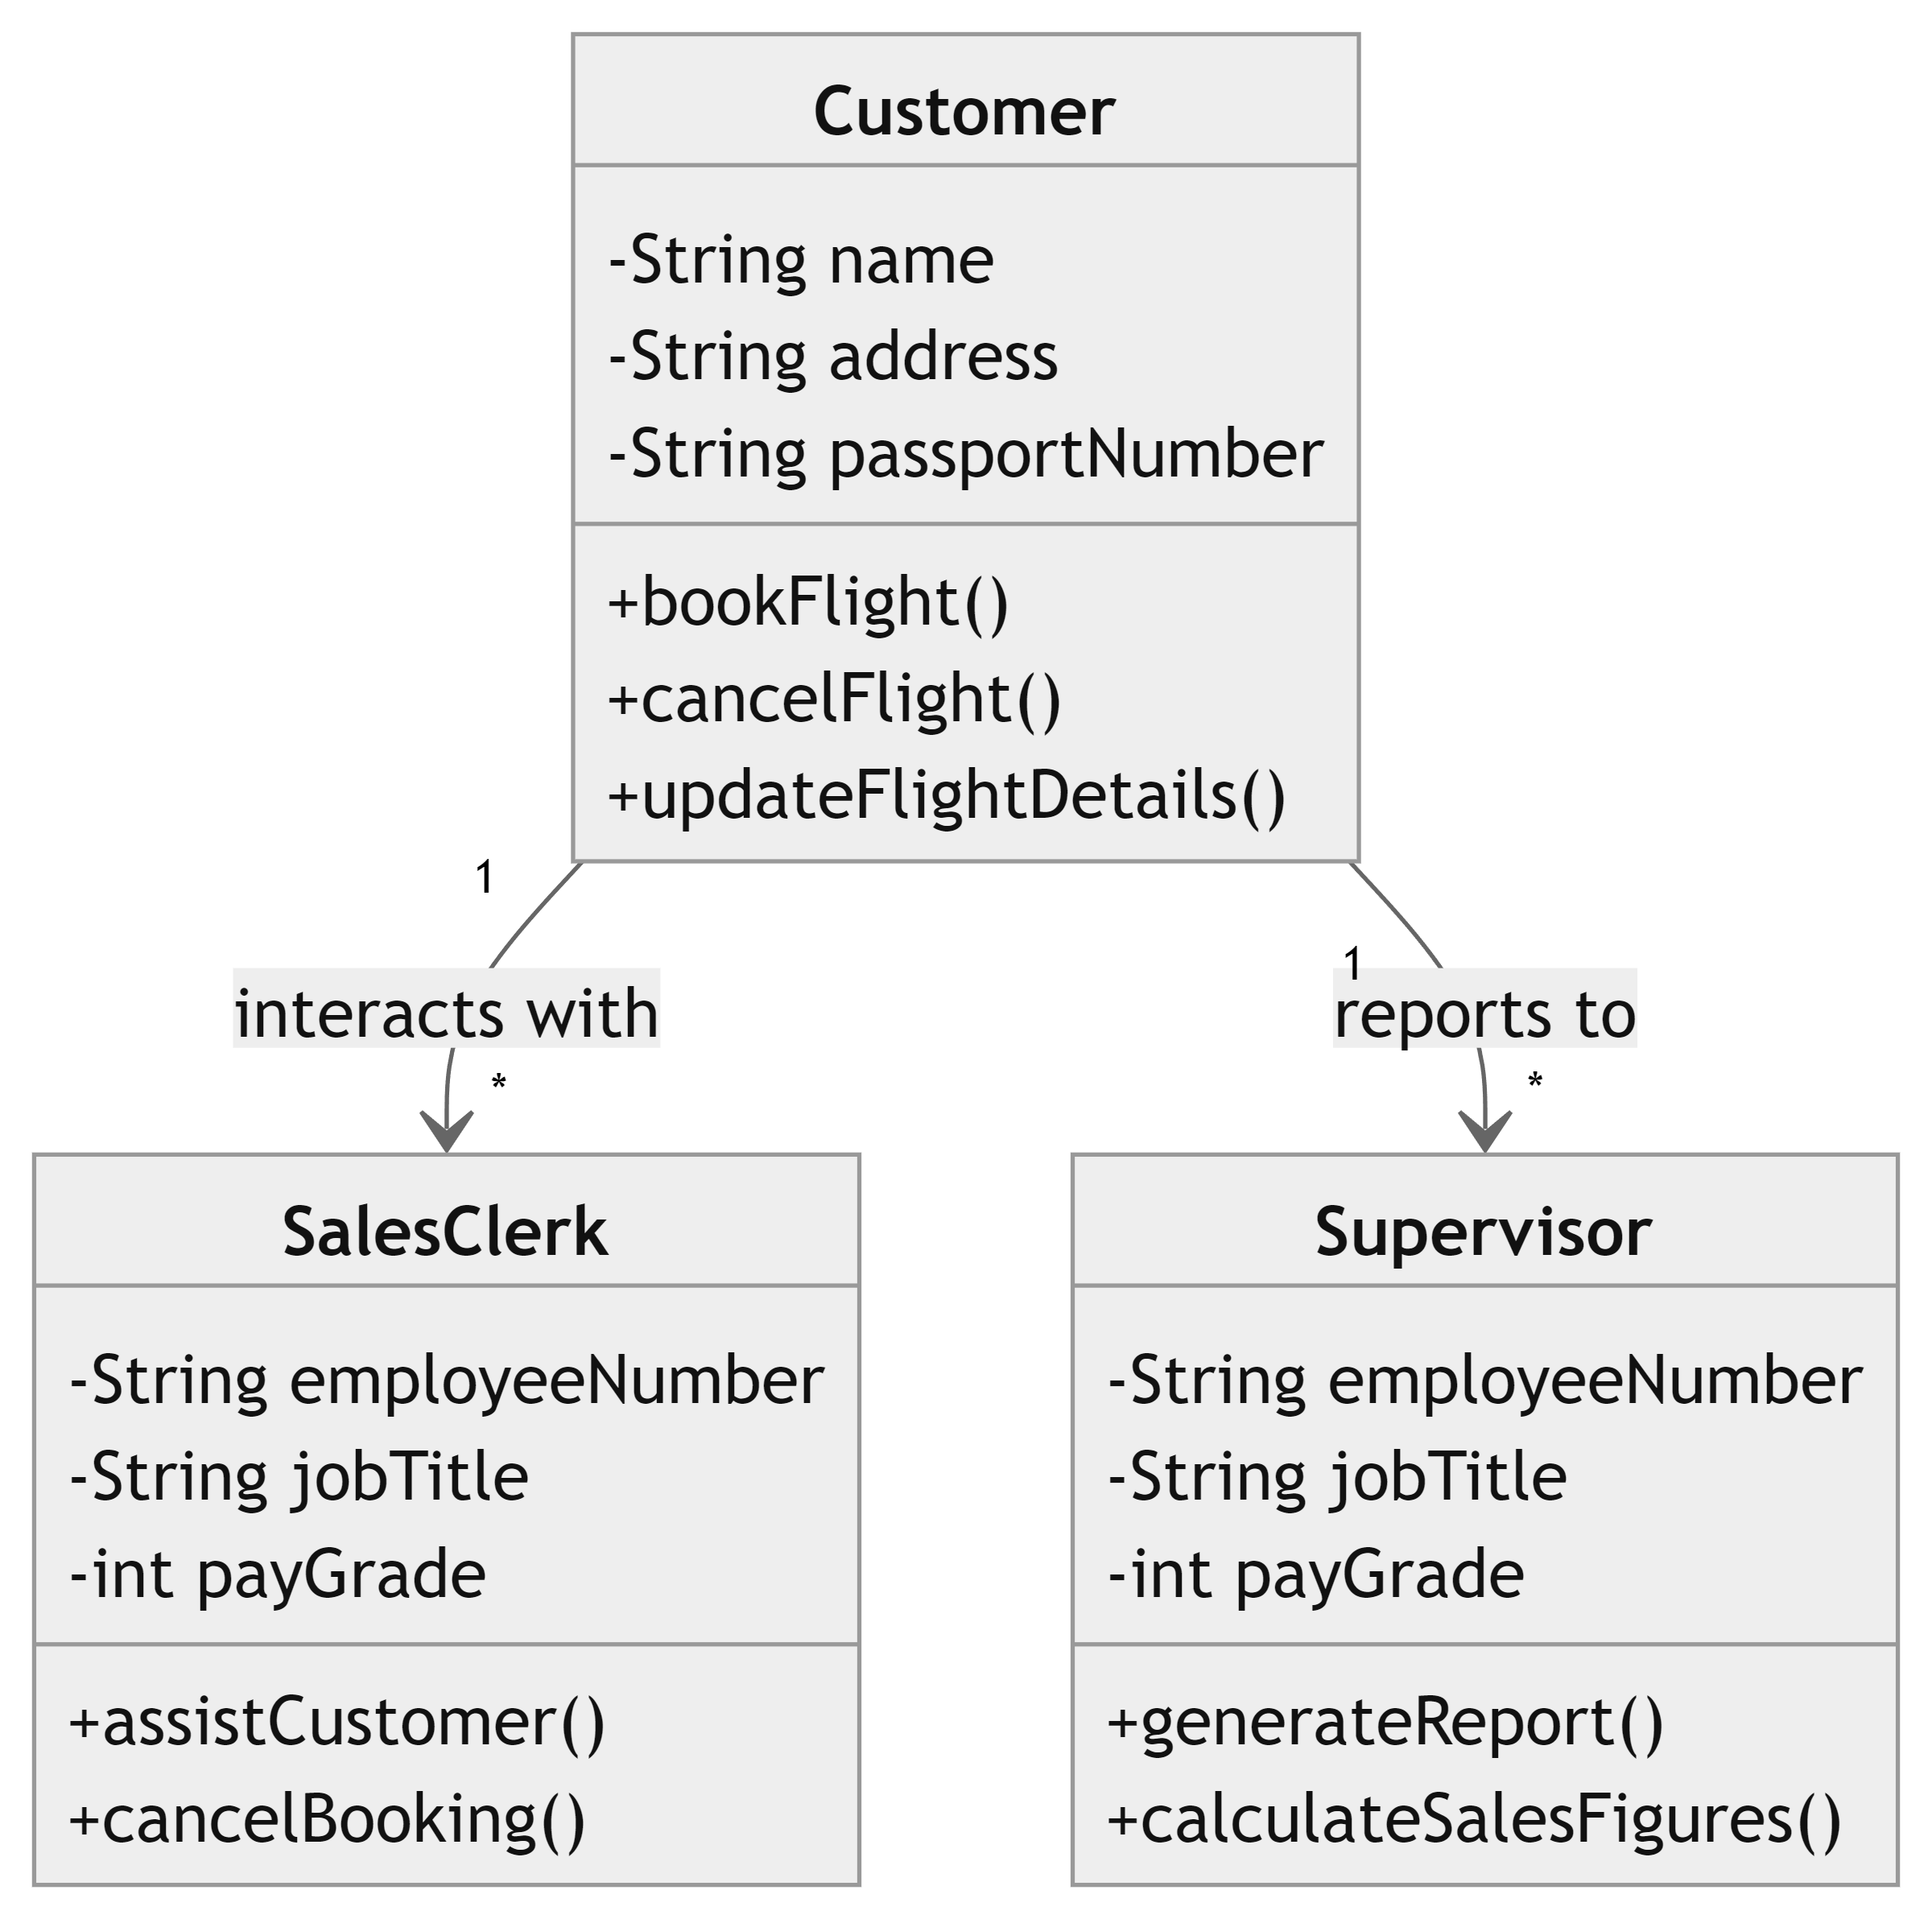 Customer
-String name
-String address
-String passportNumber
+bookFlight()
+cancelFlight()
+updateFlightDetails()
1
interacts with
*
1
reports to
*
SalesClerk
-String employeeNumber
-String jobTitle
-int payGrade
+assistCustomer()
+cancelBooking()
Supervisor
-String employeeNumber
-String jobTitle
-int payGrade
+generateReport()
+calculateSalesFigures()